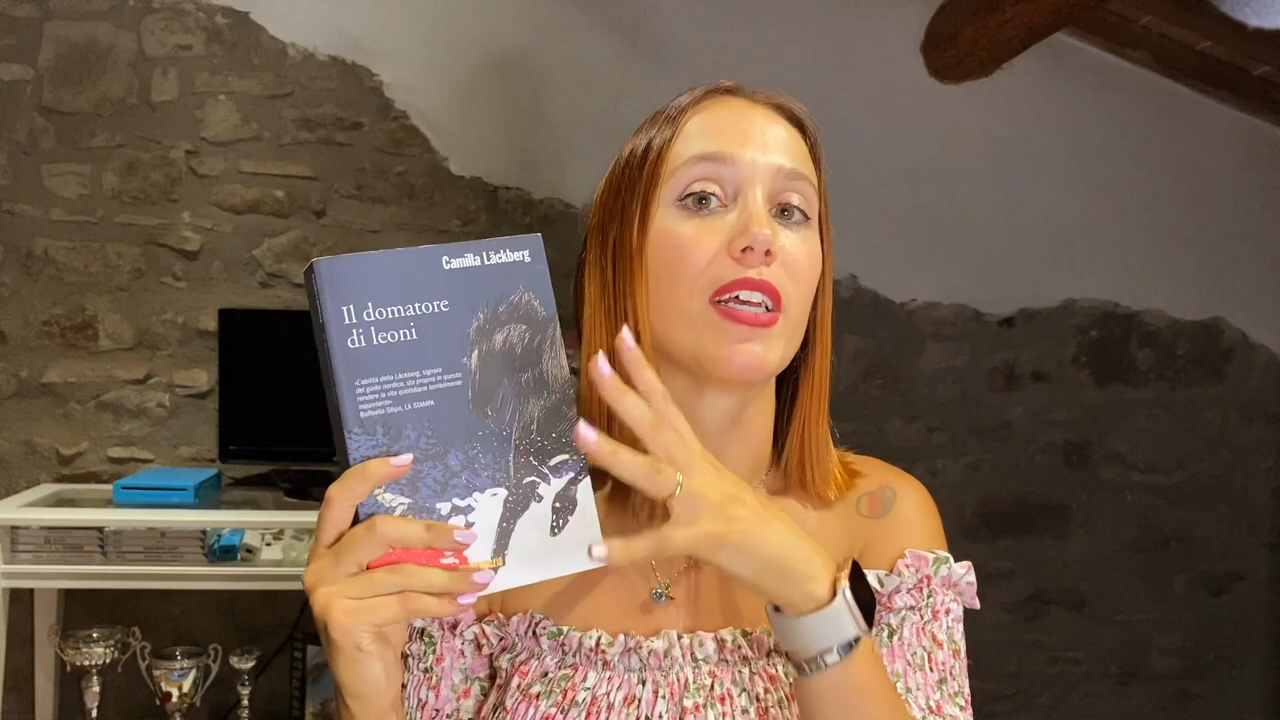 Camilla Läckberg
Il domatore
di leoni
«L'abilità della Läckberg, signora
del giallo nordico, sta proprio in questo:
rendere la vita quotidiana terribilmente
inquietante»
Raffaella Silipo, LA STAMPA